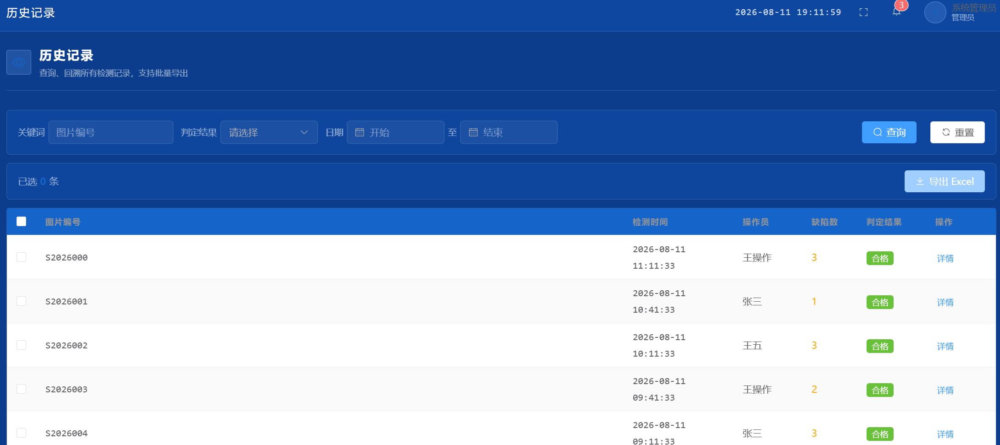 历史记录
2026-08-11 19:11:59
3
系统管理员
管理员
历史记录
查询、回溯所有检测记录，支持批量导出
关键词 图片编号 判定结果 请选择 日期 开始 至 结束 查询 重置
已选 0 条 导出 Excel
图片编号 检测时间 操作员 缺陷数 判定结果 操作
S2026000 2026-08-11 11:11:33 王操作 3 合格 详情
S2026001 2026-08-11 10:41:33 张三 1 合格 详情
S2026002 2026-08-11 10:11:33 王五 3 合格 详情
S2026003 2026-08-11 09:41:33 王操作 2 合格 详情
S2026004 2026-08-11 09:11:33 张三 3 合格 详情